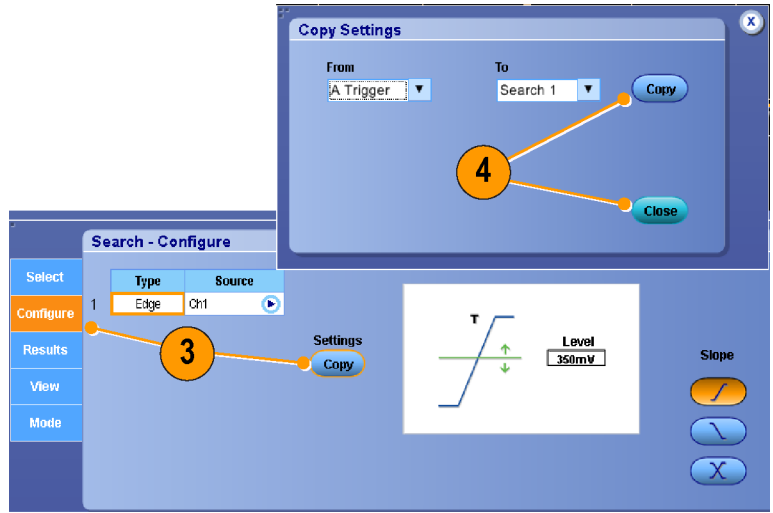 Copy Settings
X
From
To
A Trigger
Search 1
Copy
4
Close
Search - Configure
Select
Type
Source
Configure
1
Edge
Ch1
Results
3
Settings
Copy
T
Level
350mV
Slope
View
Mode